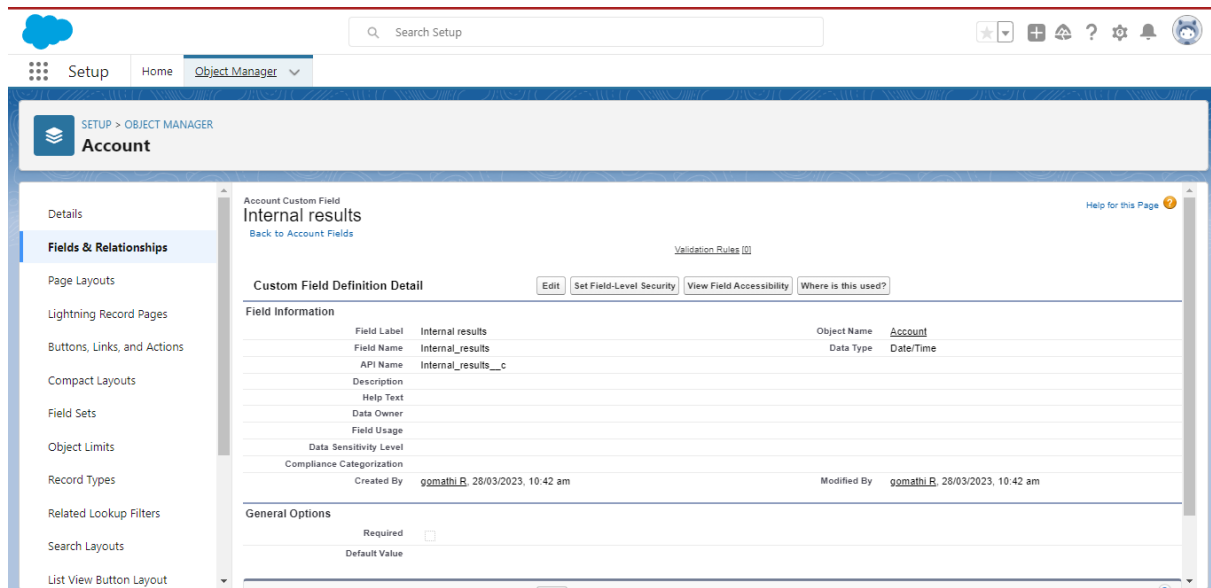 Search Setup
Setup Home Object Manager
SETUP > OBJECT MANAGER
Account
Details
Fields & Relationships
Page Layouts
Lightning Record Pages
Buttons, Links, and Actions
Compact Layouts
Field Sets
Object Limits
Record Types
Related Lookup Filters
Search Layouts
List View Button Layout
Account Custom Field
Internal results
Back to Account Fields
Help for this Page
Validation Rules [0]
Custom Field Definition Detail Edit Set Field-Level Security View Field Accessibility Where is this used?
Field Information
Field Label Internal results Object Name Account
Field Name Internal_results Data Type Date/Time
API Name Internal_results__c
Description
Help Text
Data Owner
Field Usage
Data Sensitivity Level
Compliance Categorization
Created By gomathi R, 28/03/2023, 10:42 am Modified By gomathi R, 28/03/2023, 10:42 am
General Options
Required
Default Value